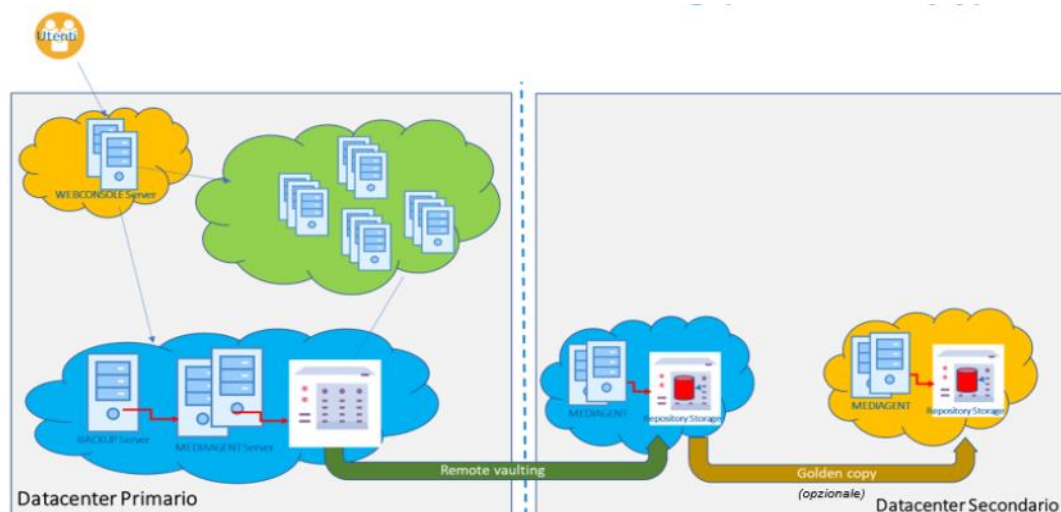 Utenti
WEBCONSOLE Server
BACKUP Server
MEDIAAGENT Server
MEDIAGENT
Repository Storage
MEDIAGENT
Repository Storage
Remote vaulting
Golden copy
(opzionale)
Datacenter Primario
Datacenter Secondario